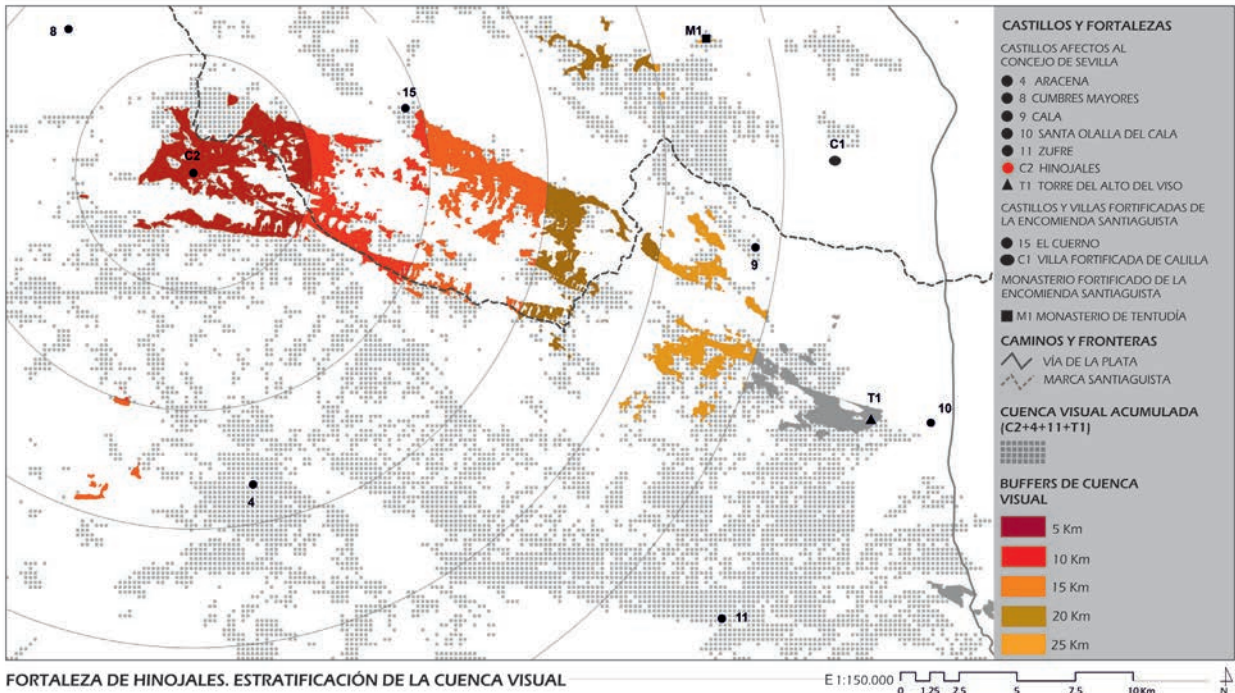 8
M1
15
C1
C2
9
T1
10
4
11
CASTILLOS Y FORTALEZAS
CASTILLOS AFECTOS AL
CONCEJO DE SEVILLA
4 ARACENA
8 CUMBRES MAYORES
9 CALA
10 SANTA OLALLA DEL CALA
11 ZUFRE
C2 HINOJALES
T1 TORRE DEL ALTO DEL VISO
CASTILLOS Y VILLAS FORTIFICADAS DE
LA ENCOMIENDA SANTIAGUISTA
15 EL CUERNO
C1 VILLA FORTIFICADA DE CALILLA
MONASTERIO FORTIFICADO DE LA
ENCOMIENDA SANTIAGUISTA
M1 MONASTERIO DE TENTUDÍA
CAMINOS Y FRONTERAS
VÍA DE LA PLATA
MARCA SANTIAGUISTA
CUENCA VISUAL ACUMULADA
(C2+4+11+T1)
BUFFERS DE CUENCA
VISUAL
5 Km
10 Km
15 Km
20 Km
25 Km
FORTALEZA DE HINOJALES. ESTRATIFICACIÓN DE LA CUENCA VISUAL
E 1:150.000
0 1.25 2.5 5 7.5 10 Km
N